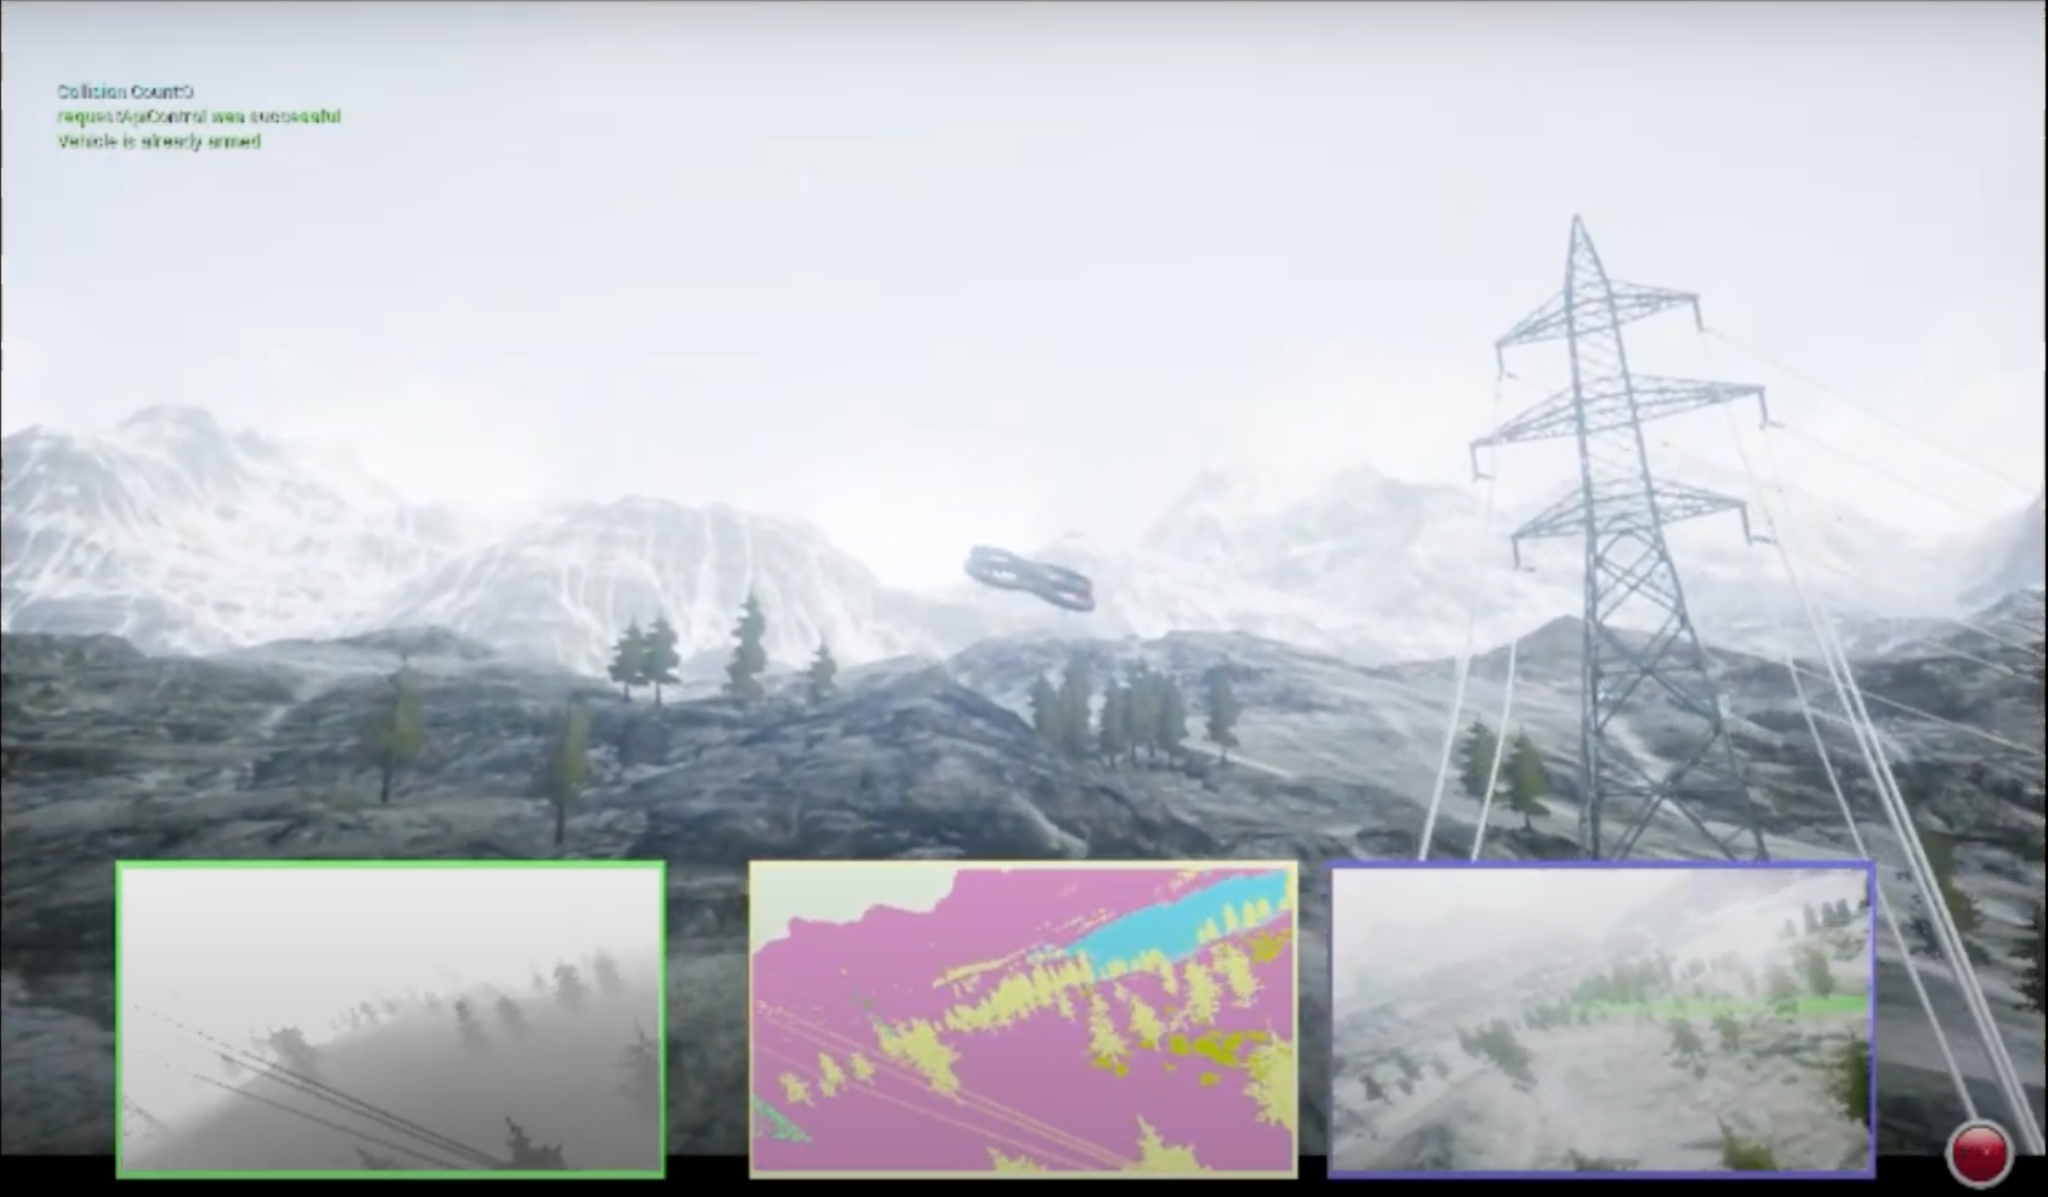 Collision Count:0
requestApiControl was successful
Vehicle is already armed